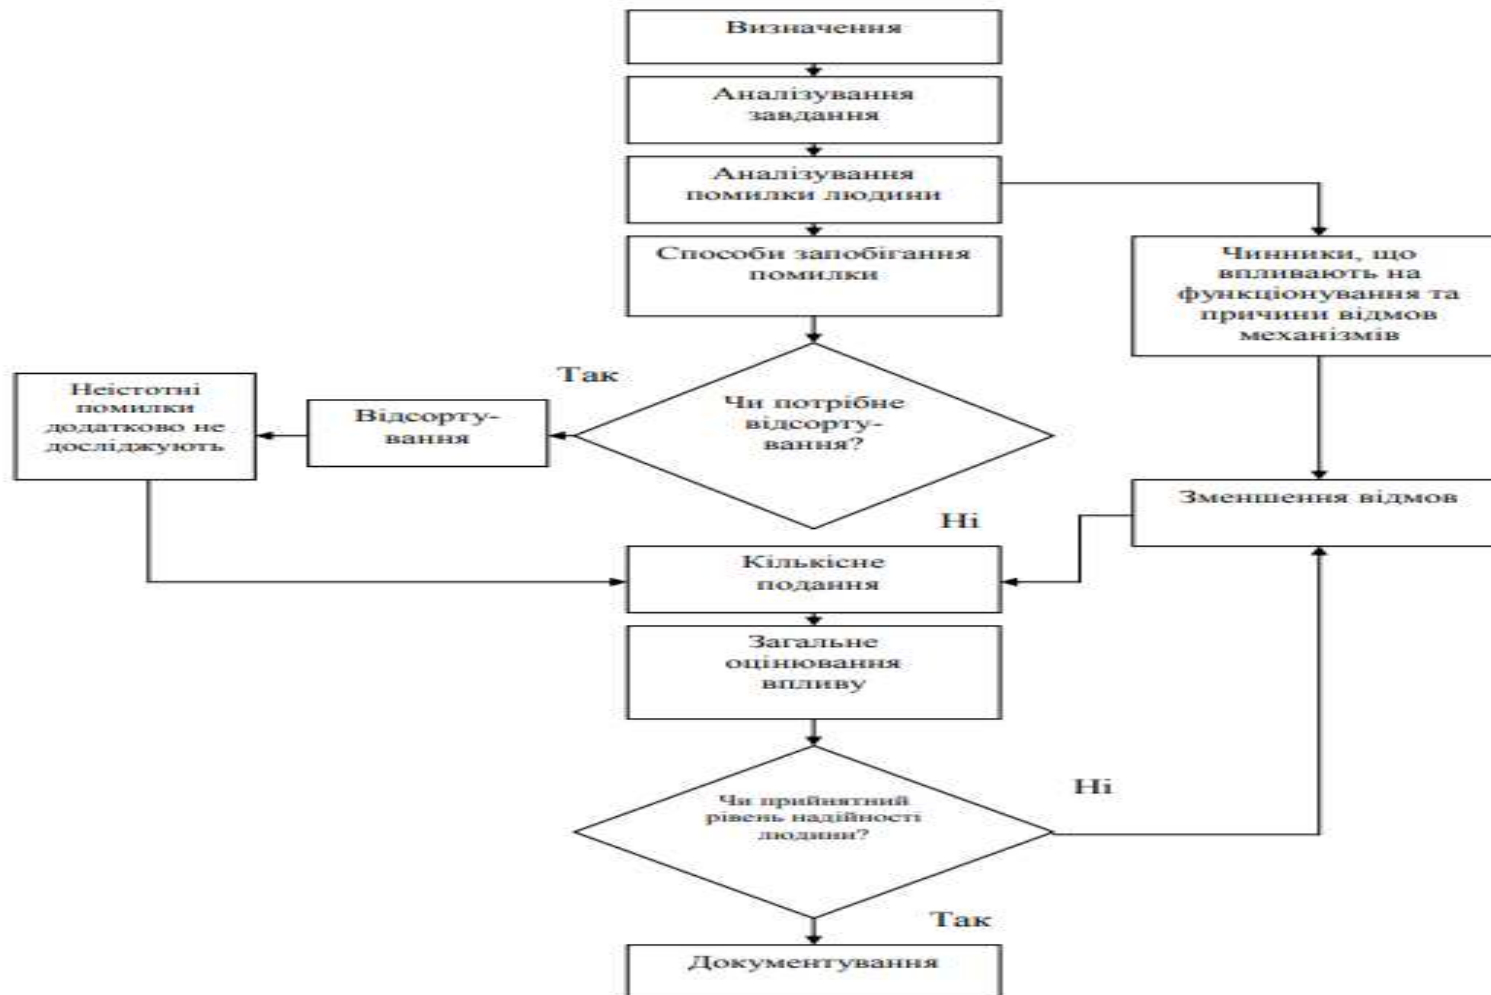 Визначення
Аналізування
завдання
Аналізування
помилки людини
Способи запобігання
помилки
Чинники, що
впливають на
функціонування та
причини відмов
механізмів
Так
Неістотні
помилки
додатково не
досліджують
Відсорту-
вання
Чи потрібне
відсорту-
вання?
Ні
Зменшення відмов
Кількісне
подання
Загальне
оцінювання
впливу
Чи прийнятний
рівень надійності
людини?
Ні
Так
Документування